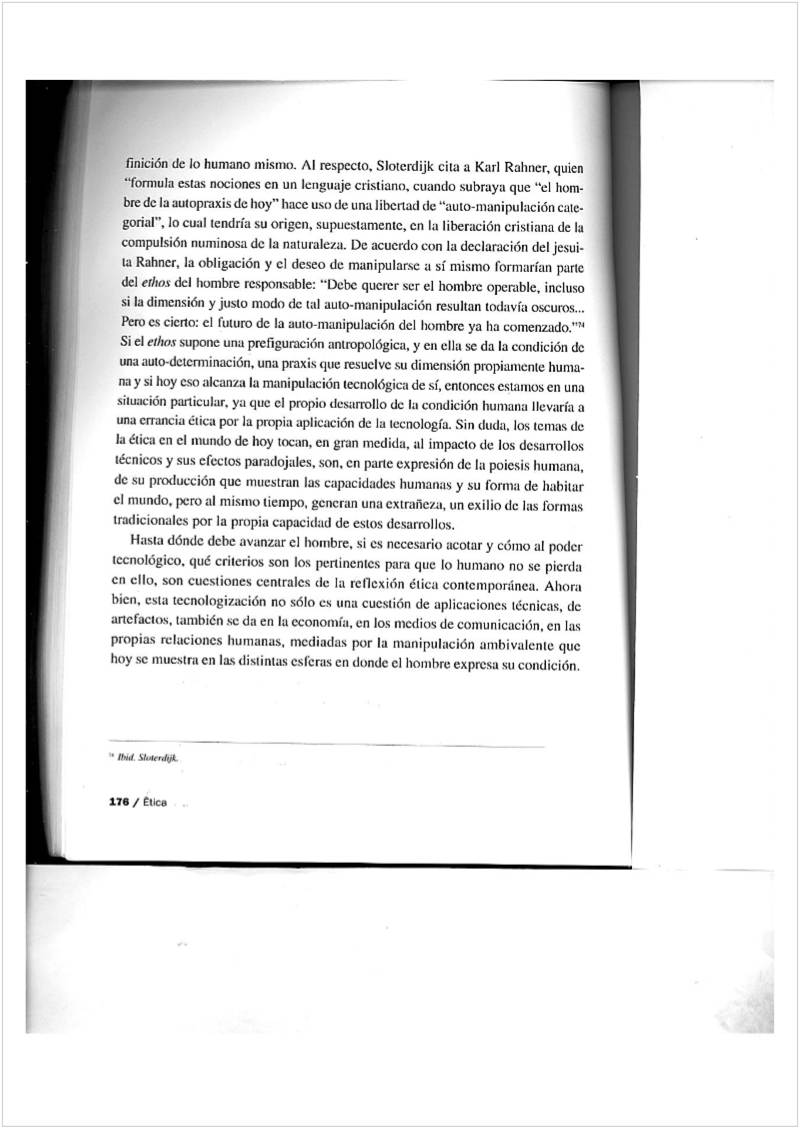 finición de lo humano mismo. Al respecto, Sloterdijk cita a Karl Rahner, quien
“formula estas nociones en un lenguaje cristiano, cuando subraya que “el hom-
bre de la autopraxis de hoy” hace uso de una libertad de “auto-manipulación cate-
gorial”, lo cual tendría su origen, supuestamente, en la liberación cristiana de la
compulsión numinosa de la naturaleza. De acuerdo con la declaración del jesui-
ta Rahner, la obligación y el deseo de manipularse a sí mismo formarían parte
del ethos del hombre responsable: “Debe querer ser el hombre operable, incluso
si la dimensión y justo modo de tal auto-manipulación resultan todavía oscuros...
Pero es cierto: el futuro de la auto-manipulación del hombre ya ha comenzado.”74
Si el ethos supone una prefiguración antropológica, y en ella se da la condición de
una auto-determinación, una praxis que resuelve su dimensión propiamente huma-
na y si hoy eso alcanza la manipulación tecnológica de sí, entonces estamos en una
situación particular, ya que el propio desarrollo de la condición humana llevaría a
una errancia ética por la propia aplicación de la tecnología. Sin duda, los temas de
la ética en el mundo de hoy tocan, en gran medida, al impacto de los desarrollos
técnicos y sus efectos paradojales, son, en parte expresión de la poiesis humana,
de su producción que muestran las capacidades humanas y su forma de habitar
el mundo, pero al mismo tiempo, generan una extrañeza, un exilio de las formas
tradicionales por la propia capacidad de estos desarrollos.
Hasta dónde debe avanzar el hombre, si es necesario acotar y cómo al poder
tecnológico, qué criterios son los pertinentes para que lo humano no se pierda
en ello, son cuestiones centrales de la reflexión ética contemporánea. Ahora
bien, esta tecnologización no sólo es una cuestión de aplicaciones técnicas, de
artefactos, también se da en la economía, en los medios de comunicación, en las
propias relaciones humanas, mediadas por la manipulación ambivalente que
hoy se muestra en las distintas esferas en donde el hombre expresa su condición.
74 Ibid. Sloterdijk.
176 / Ética